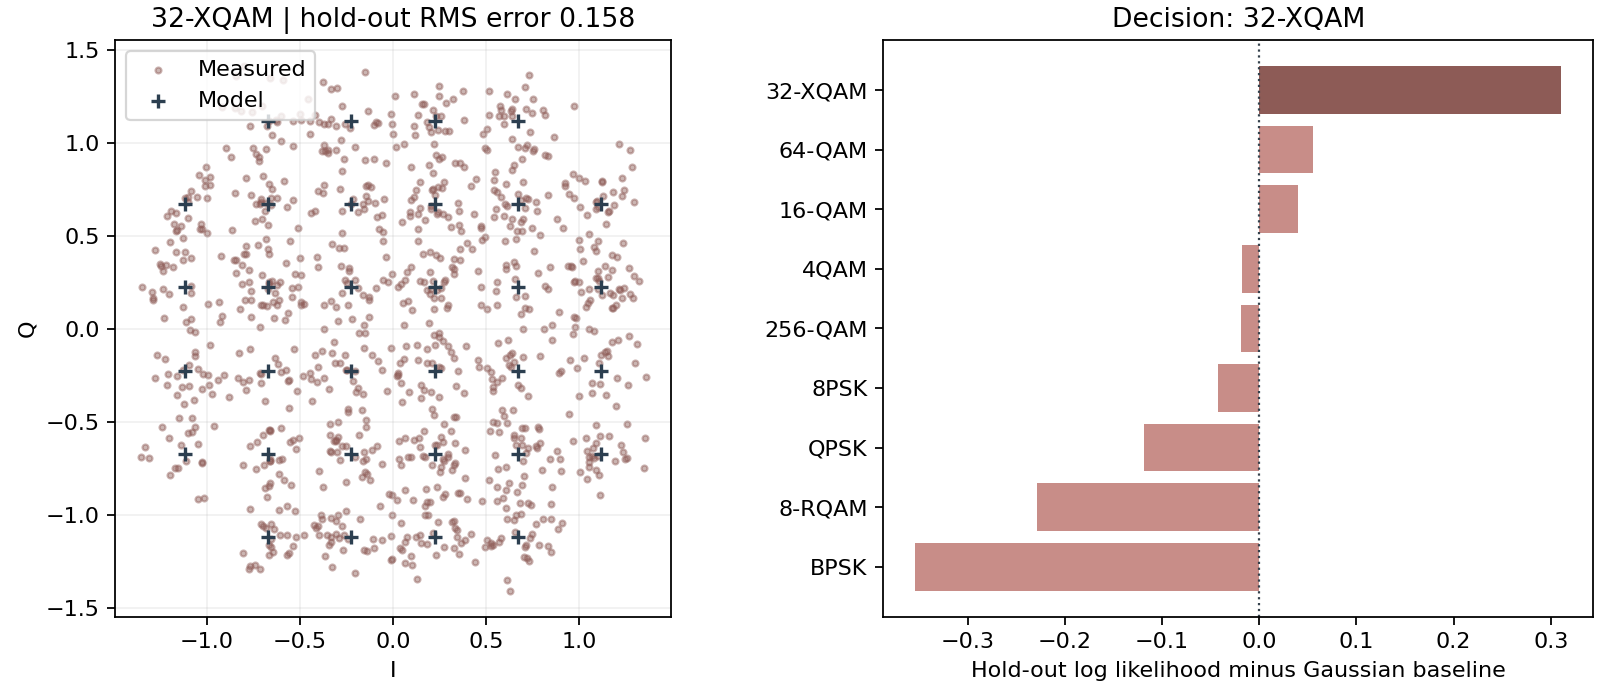 32-XQAM | hold-out RMS error 0.158
Measured
Model
1.5
1.0
0.5
0.0
−0.5
−1.0
−1.5
Q
−1.0
−0.5
0.0
0.5
1.0
I
Decision: 32-XQAM
32-XQAM
64-QAM
16-QAM
4QAM
256-QAM
8PSK
QPSK
8-RQAM
BPSK
−0.3
−0.2
−0.1
0.0
0.1
0.2
0.3
Hold-out log likelihood minus Gaussian baseline